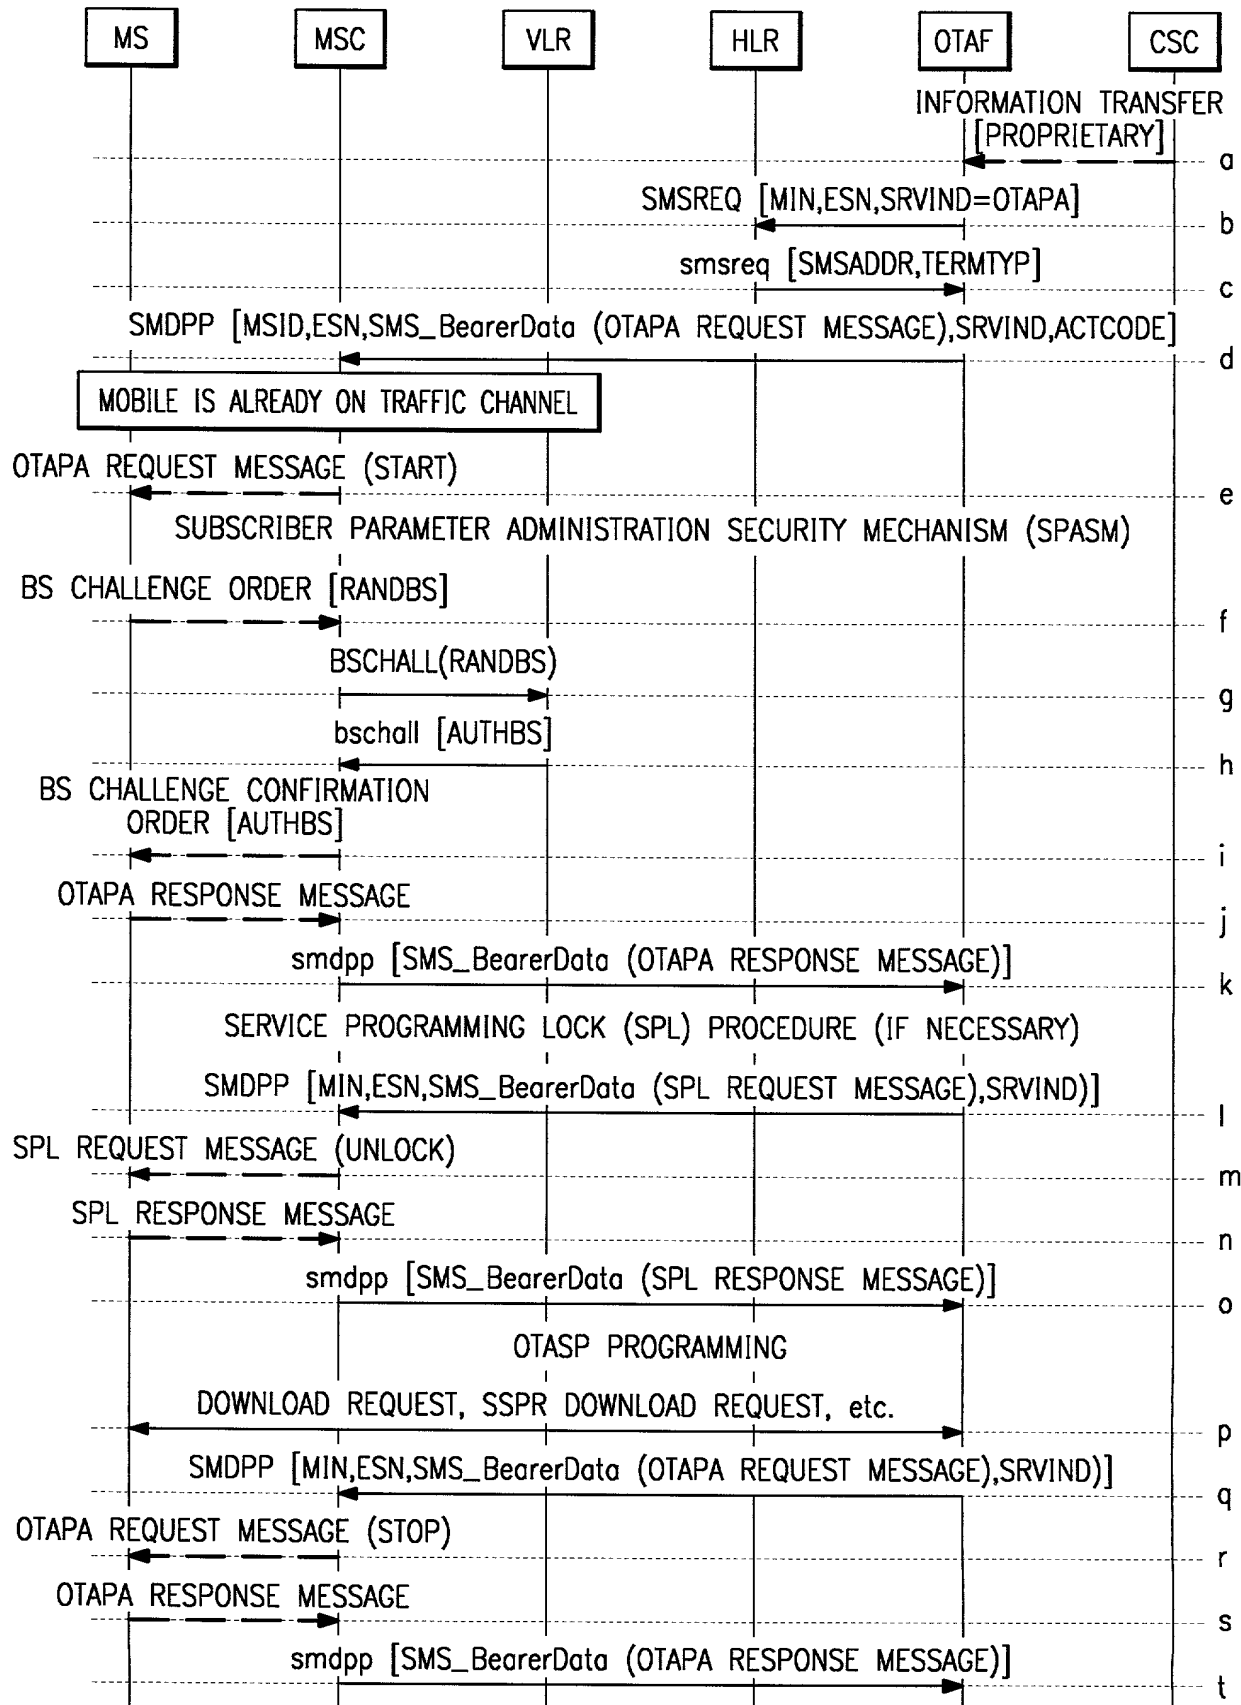 MS MSC VLR HLR OTAF CSC
INFORMATION TRANSFER
[PROPRIETARY]
a
SMSREQ [MIN,ESN,SRVIND=OTAPA]
b
smsreq [SMSADDR,TERMTYP]
c
SMDPP [MSID,ESN,SMS_BearerData (OTAPA REQUEST MESSAGE),SRVIND,ACTCODE]
d
MOBILE IS ALREADY ON TRAFFIC CHANNEL
OTAPA REQUEST MESSAGE (START)
e
SUBSCRIBER PARAMETER ADMINISTRATION SECURITY MECHANISM (SPASM)
BS CHALLENGE ORDER [RANDBS]
f
BSCHALL(RANDBS)
g
bschall [AUTHBS]
h
BS CHALLENGE CONFIRMATION
ORDER [AUTHBS]
i
OTAPA RESPONSE MESSAGE
j
smdpp [SMS_BearerData (OTAPA RESPONSE MESSAGE)]
k
SERVICE PROGRAMMING LOCK (SPL) PROCEDURE (IF NECESSARY)
SMDPP [MIN,ESN,SMS_BearerData (SPL REQUEST MESSAGE),SRVIND)]
l
SPL REQUEST MESSAGE (UNLOCK)
m
SPL RESPONSE MESSAGE
n
smdpp [SMS_BearerData (SPL RESPONSE MESSAGE)]
o
OTASP PROGRAMMING
DOWNLOAD REQUEST, SSPR DOWNLOAD REQUEST, etc.
p
SMDPP [MIN,ESN,SMS_BearerData (OTAPA REQUEST MESSAGE),SRVIND)]
q
OTAPA REQUEST MESSAGE (STOP)
r
OTAPA RESPONSE MESSAGE
s
smdpp [SMS_BearerData (OTAPA RESPONSE MESSAGE)]
t